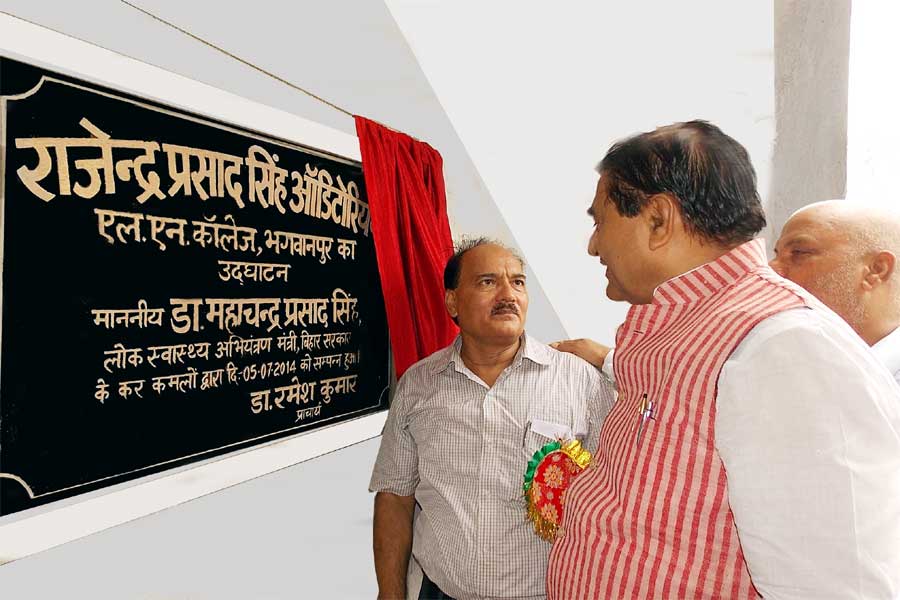 राजेन्द्र प्रसाद सिंह ऑडिटोरिय
एल.एन.कॉलेज,भगवानपुर का
उद्घाटन
माननीय डा.महाचन्द्र प्रसाद सिंह,
लोक स्वास्थ्य अभियंत्रण मंत्री,बिहार सरकार
के कर कमलों द्वारा दि॰-05-07-2014 को सम्पन्न हुआ।
डा.रमेश कुमार
प्राचार्य